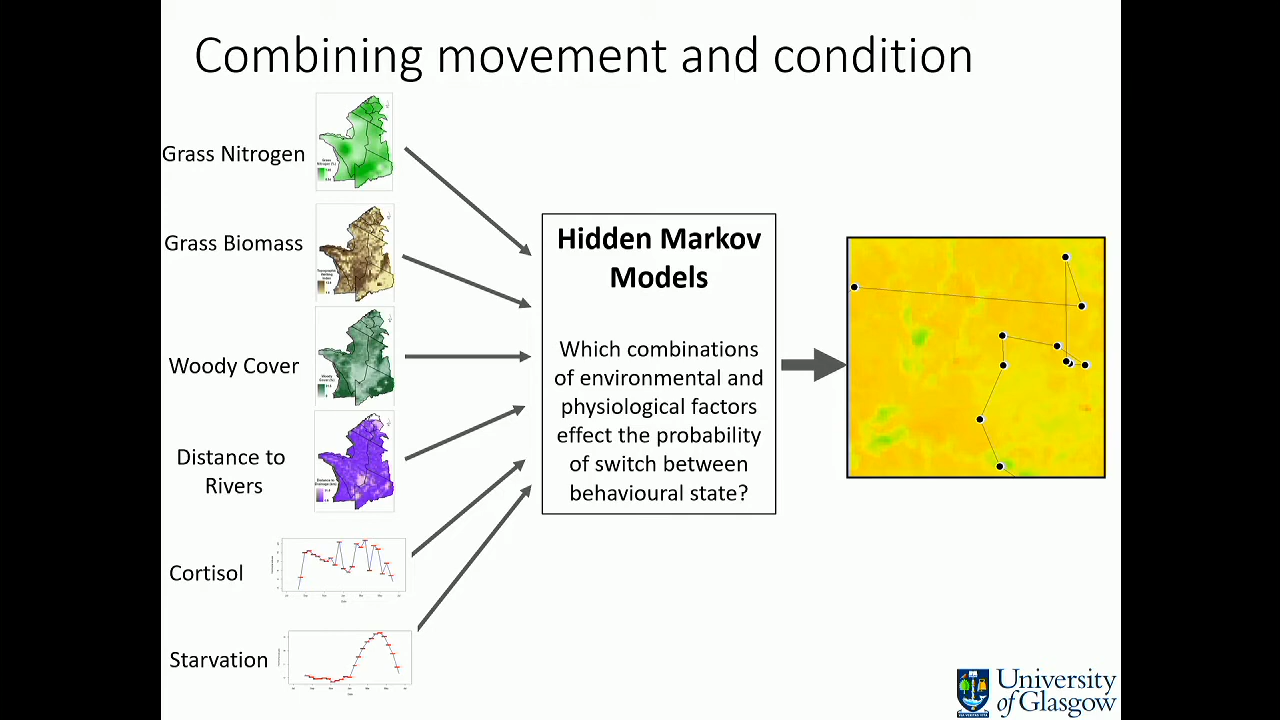 Combining movement and condition
Grass Nitrogen
Grass Biomass
Woody Cover
Distance to
Rivers
Cortisol
Starvation
Hidden Markov
Models
Which combinations
of environmental and
physiological factors
effect the probability
of switch between
behavioural state?
University
of Glasgow